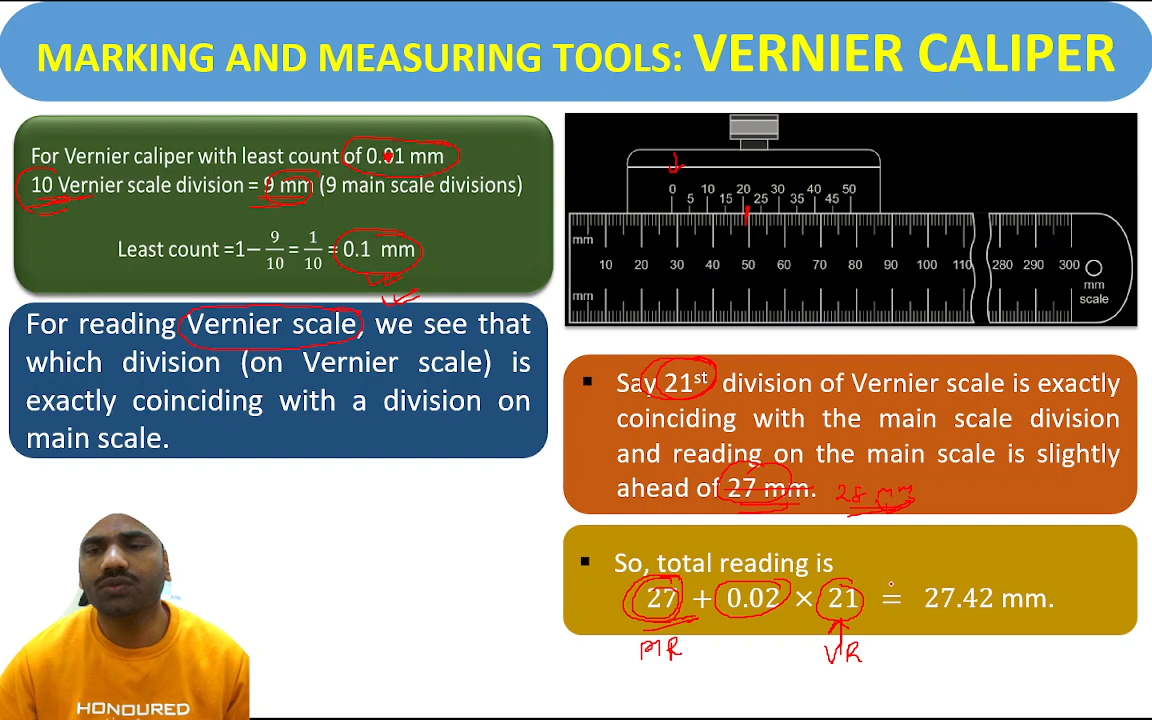 MARKING AND MEASURING TOOLS: VERNIER CALIPER
For Vernier caliper with least count of 0.01 mm
10 Vernier scale division = 9 mm (9 main scale divisions)
Least count =1− 9/10 = 1/10 = 0.1 mm
For reading Vernier scale, we see that
which division (on Vernier scale) is
exactly coinciding with a division on
main scale.
0 10 20 30 40 50
5 15 25 35 45
mm
10 20 30 40 50 60 70 80 90 100 110 280 290 300
mm
mm
scale
Say 21st division of Vernier scale is exactly
coinciding with the main scale division
and reading on the main scale is slightly
ahead of 27 mm. 28 mm
So, total reading is
27 + 0.02 × 21 = 27.42 mm.
MR VR
HONOURED